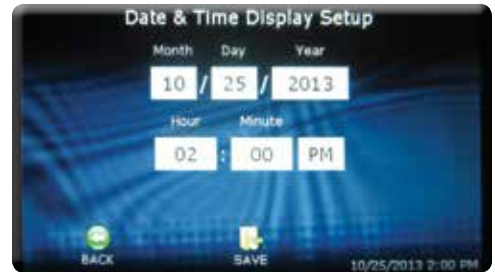 Date & Time Display Setup
Month Day Year
10 / 25 / 2013
Hour Minute
02 : 00 PM
BACK SAVE 10/25/2013 2:00 PM